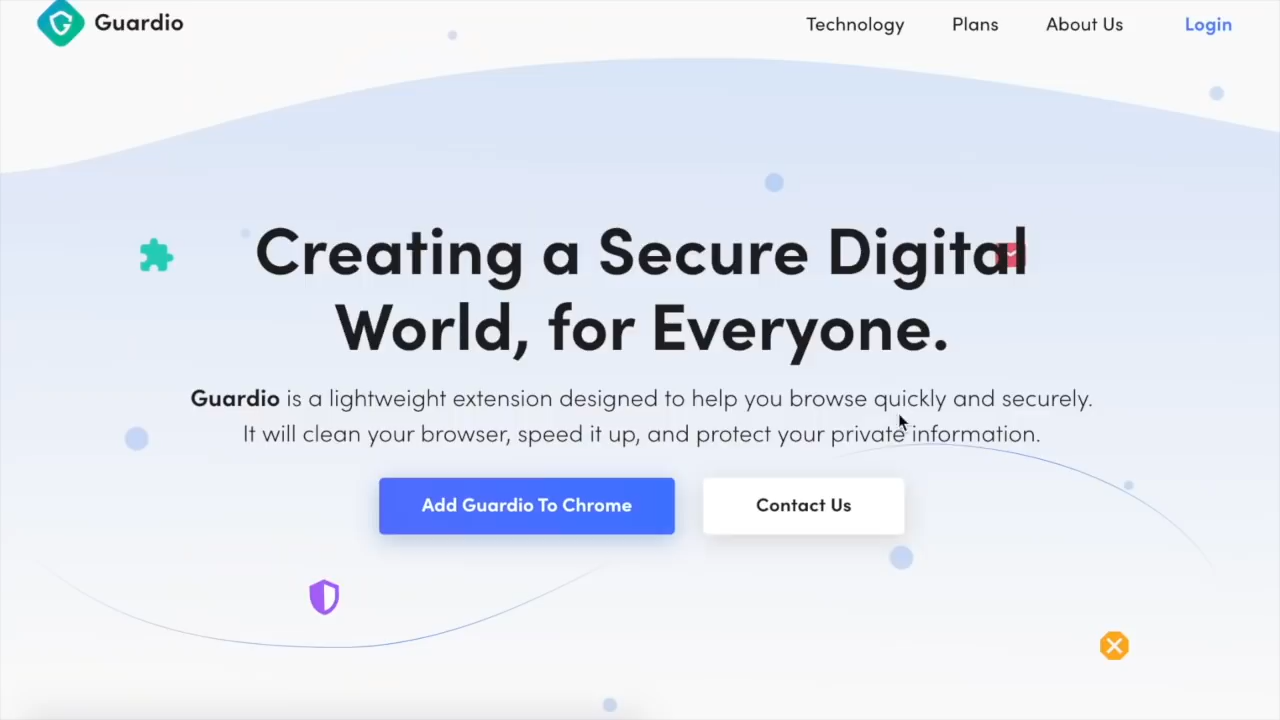 Guardio
Technology
Plans
About Us
Login
Creating a Secure Digital
World, for Everyone.
Guardio is a lightweight extension designed to help you browse quickly and securely.
It will clean your browser, speed it up, and protect your private information.
Add Guardio To Chrome
Contact Us